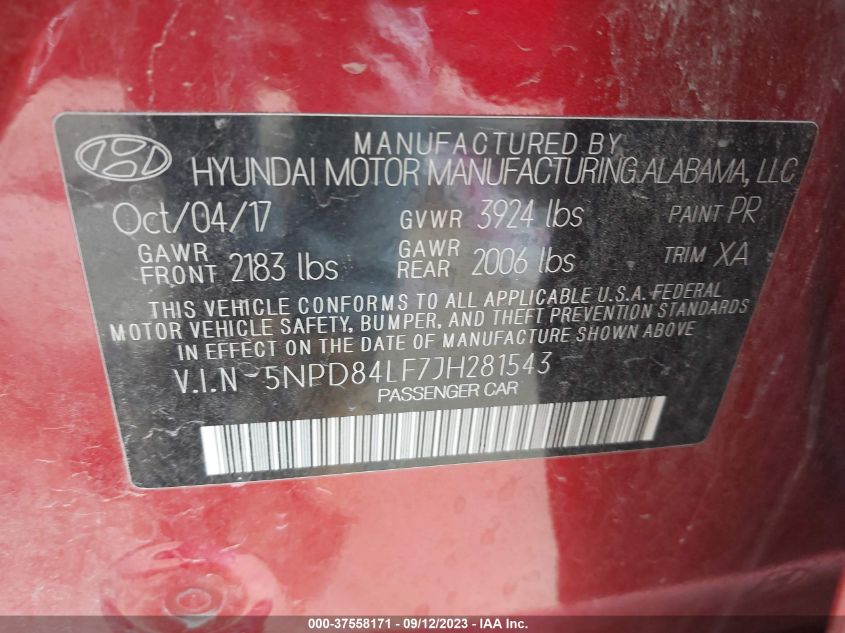 MANUFACTURED BY
HYUNDAI MOTOR MANUFACTURING, ALABAMA, LLC
Oct/04/17 GVWR 3924 lbs PAINT PR
GAWR FRONT 2183 lbs GAWR REAR 2006 lbs TRIM XA
THIS VEHICLE CONFORMS TO ALL APPLICABLE U.S.A. FEDERAL
MOTOR VEHICLE SAFETY, BUMPER, AND THEFT PREVENTION STANDARDS
IN EFFECT ON THE DATE OF MANUFACTURE SHOWN ABOVE
V.I.N - 5NPD84LF7JH281543
PASSENGER CAR
000-37558171 - 09/12/2023 - IAA Inc.